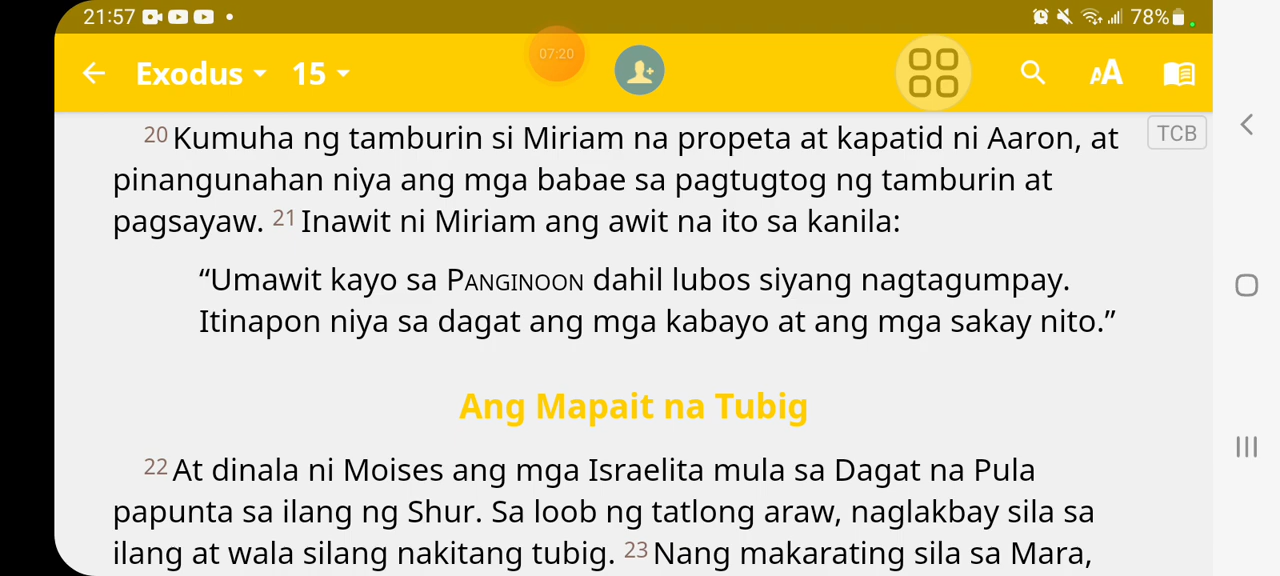 21:57
78%
Exodus 15
07:20
AA
TCB
20 Kumuha ng tamburin si Miriam na propeta at kapatid ni Aaron, at
pinangunahan niya ang mga babae sa pagtugtog ng tamburin at
pagsayaw. 21 Inawit ni Miriam ang awit na ito sa kanila:
“Umawit kayo sa PANGINOON dahil lubos siyang nagtagumpay.
Itinapon niya sa dagat ang mga kabayo at ang mga sakay nito.”
Ang Mapait na Tubig
22 At dinala ni Moises ang mga Israelita mula sa Dagat na Pula
papunta sa ilang ng Shur. Sa loob ng tatlong araw, naglakbay sila sa
ilang at wala silang nakitang tubig. 23 Nang makarating sila sa Mara,